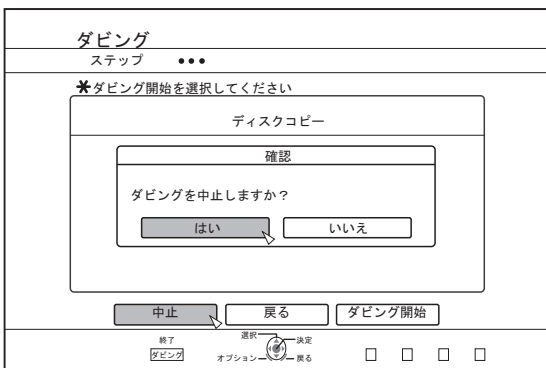 ダビング
ステップ ●●●
*ダビング開始を選択してください
ディスクコピー
確認
ダビングを中止しますか？
はい いいえ
中止 戻る ダビング開始
終了 選択 決定
ダビング オプション 戻る